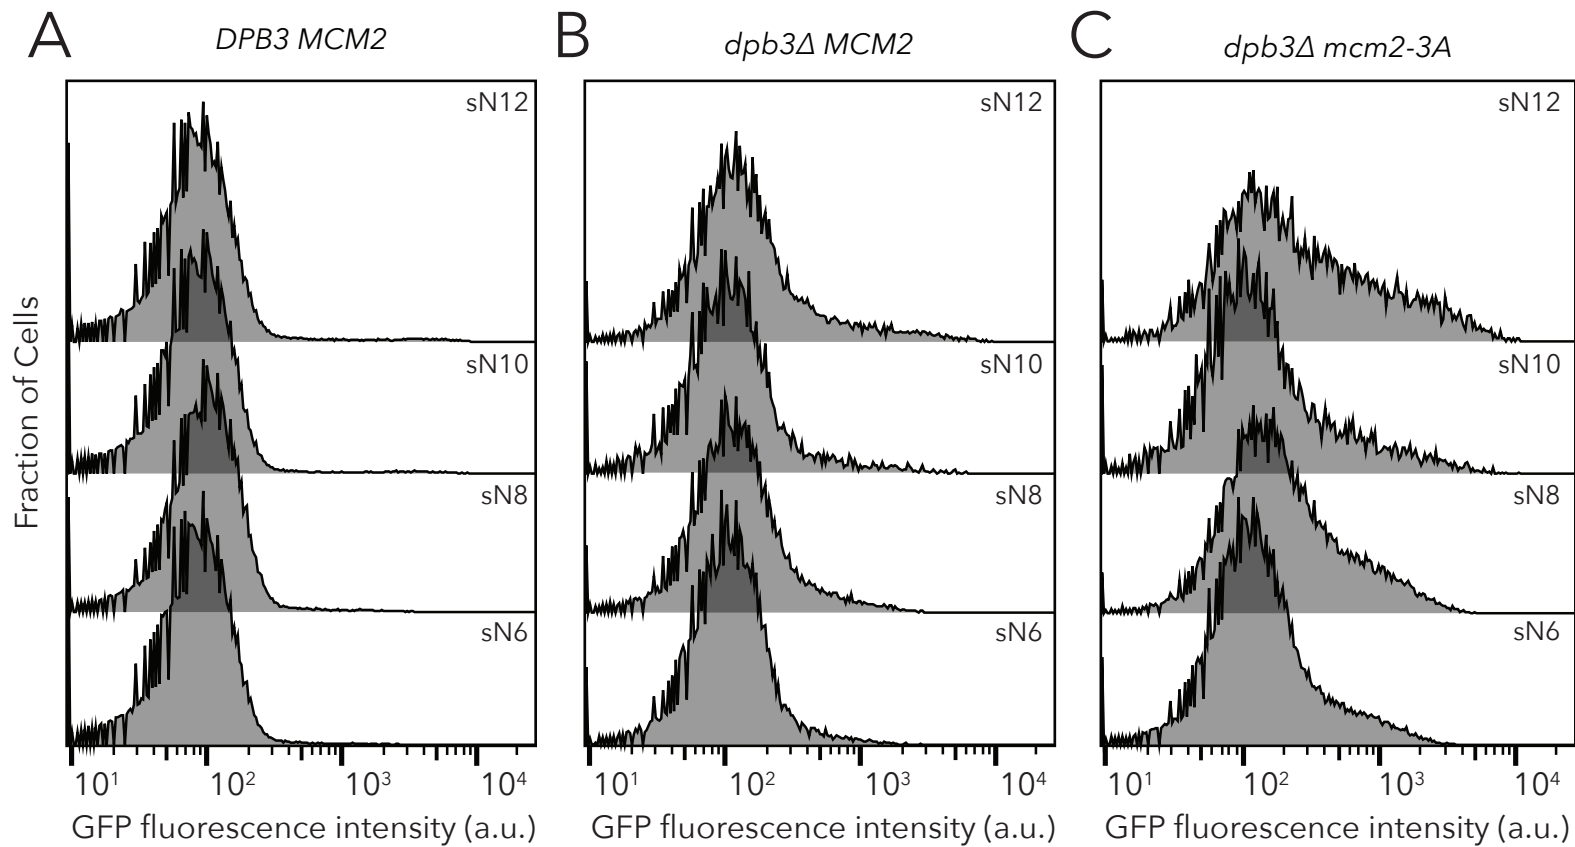 A
DPB3 MCM2
B
dpb3Δ MCM2
C
dpb3Δ mcm2-3A
Fraction of Cells
sN12
sN10
sN8
sN6
10¹ 10² 10³ 10⁴
GFP fluorescence intensity (a.u.)
sN12
sN10
sN8
sN6
10¹ 10² 10³ 10⁴
GFP fluorescence intensity (a.u.)
sN12
sN10
sN8
sN6
10¹ 10² 10³ 10⁴
GFP fluorescence intensity (a.u.)